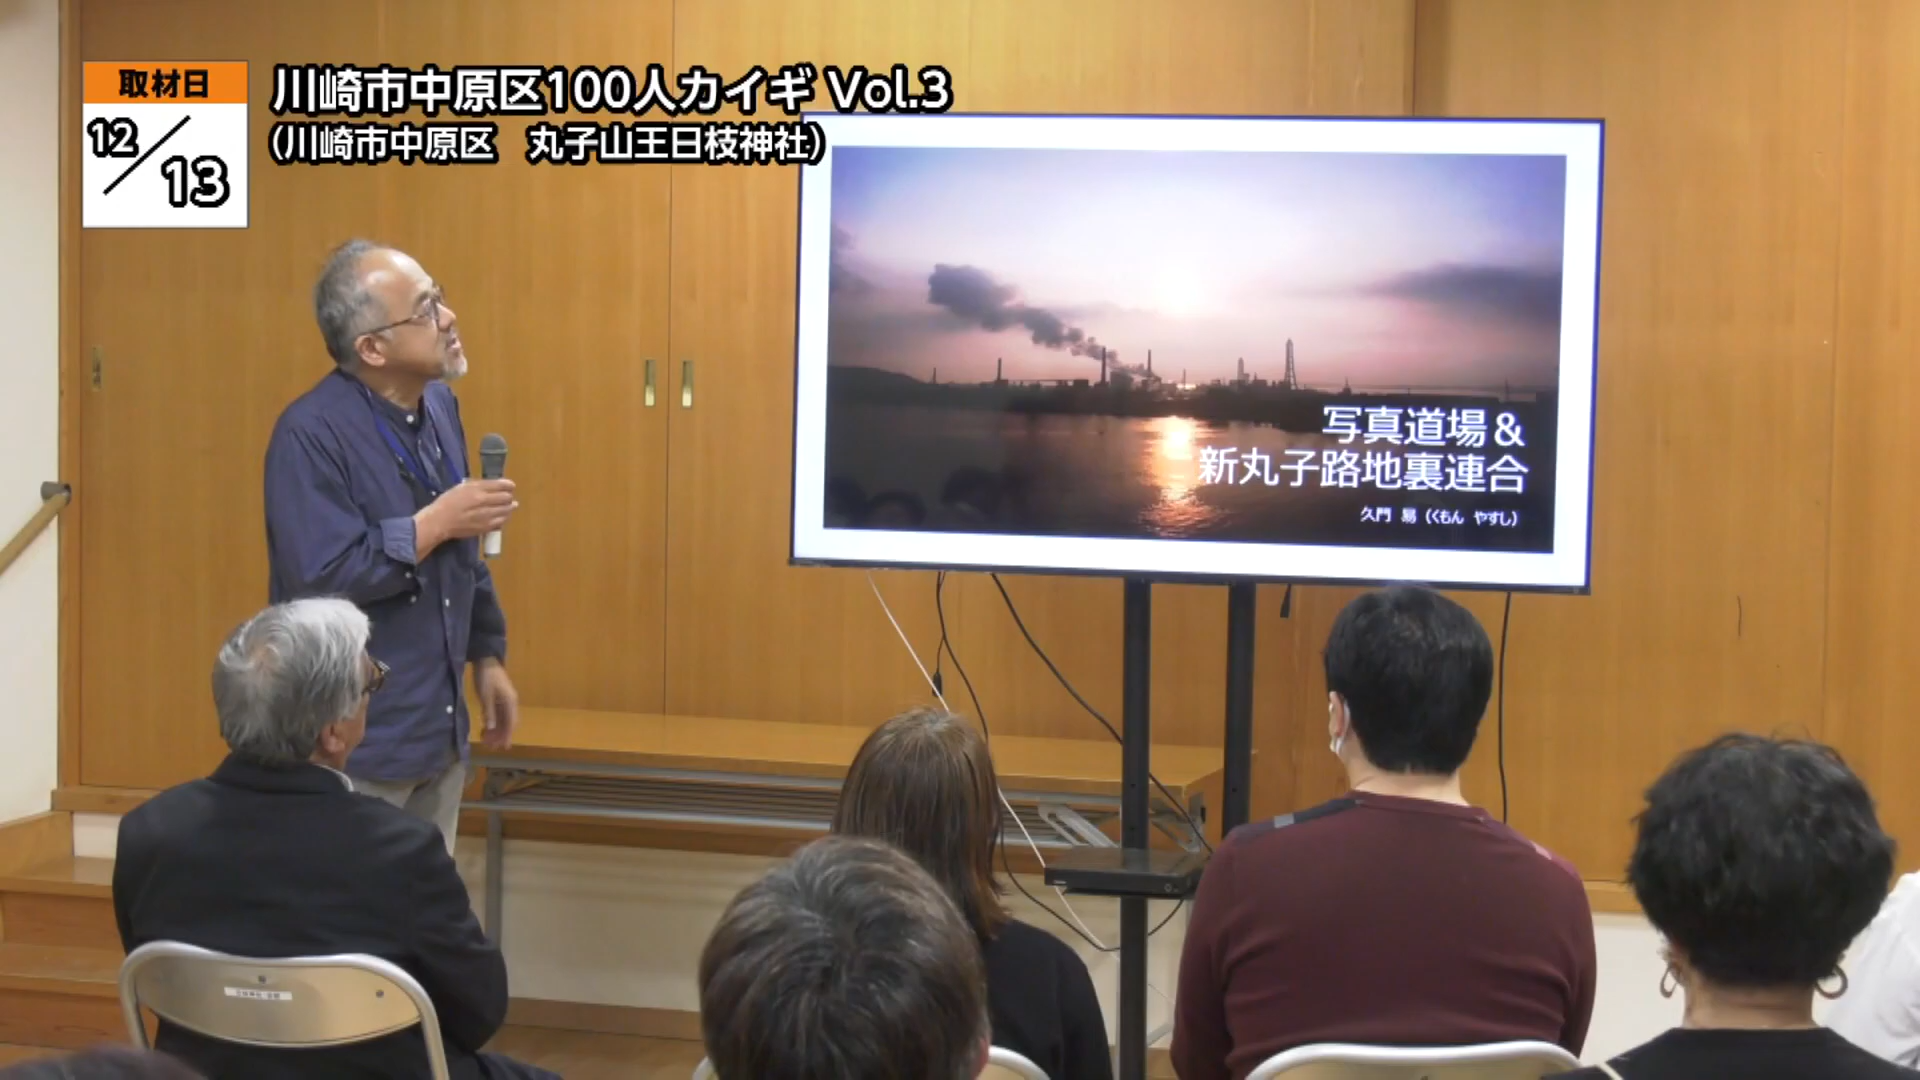 取材日
12/13
川崎市中原区100人カイギ Vol.3
(川崎市中原区　丸子山王日枝神社)
写真道場&
新丸子路地裏連合
久門 易 (くもん やすし)